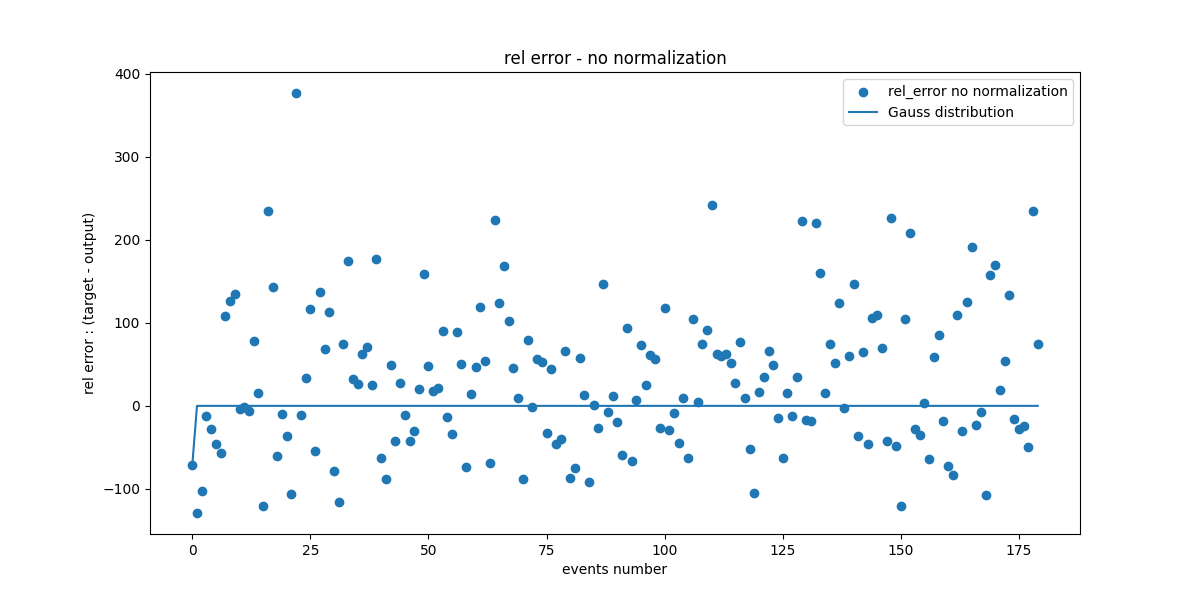 rel error - no normalization
rel_error no normalization
Gauss distribution
rel error : (target - output)
400
300
200
100
0
−100
0 25 50 75 100 125 150 175
events number